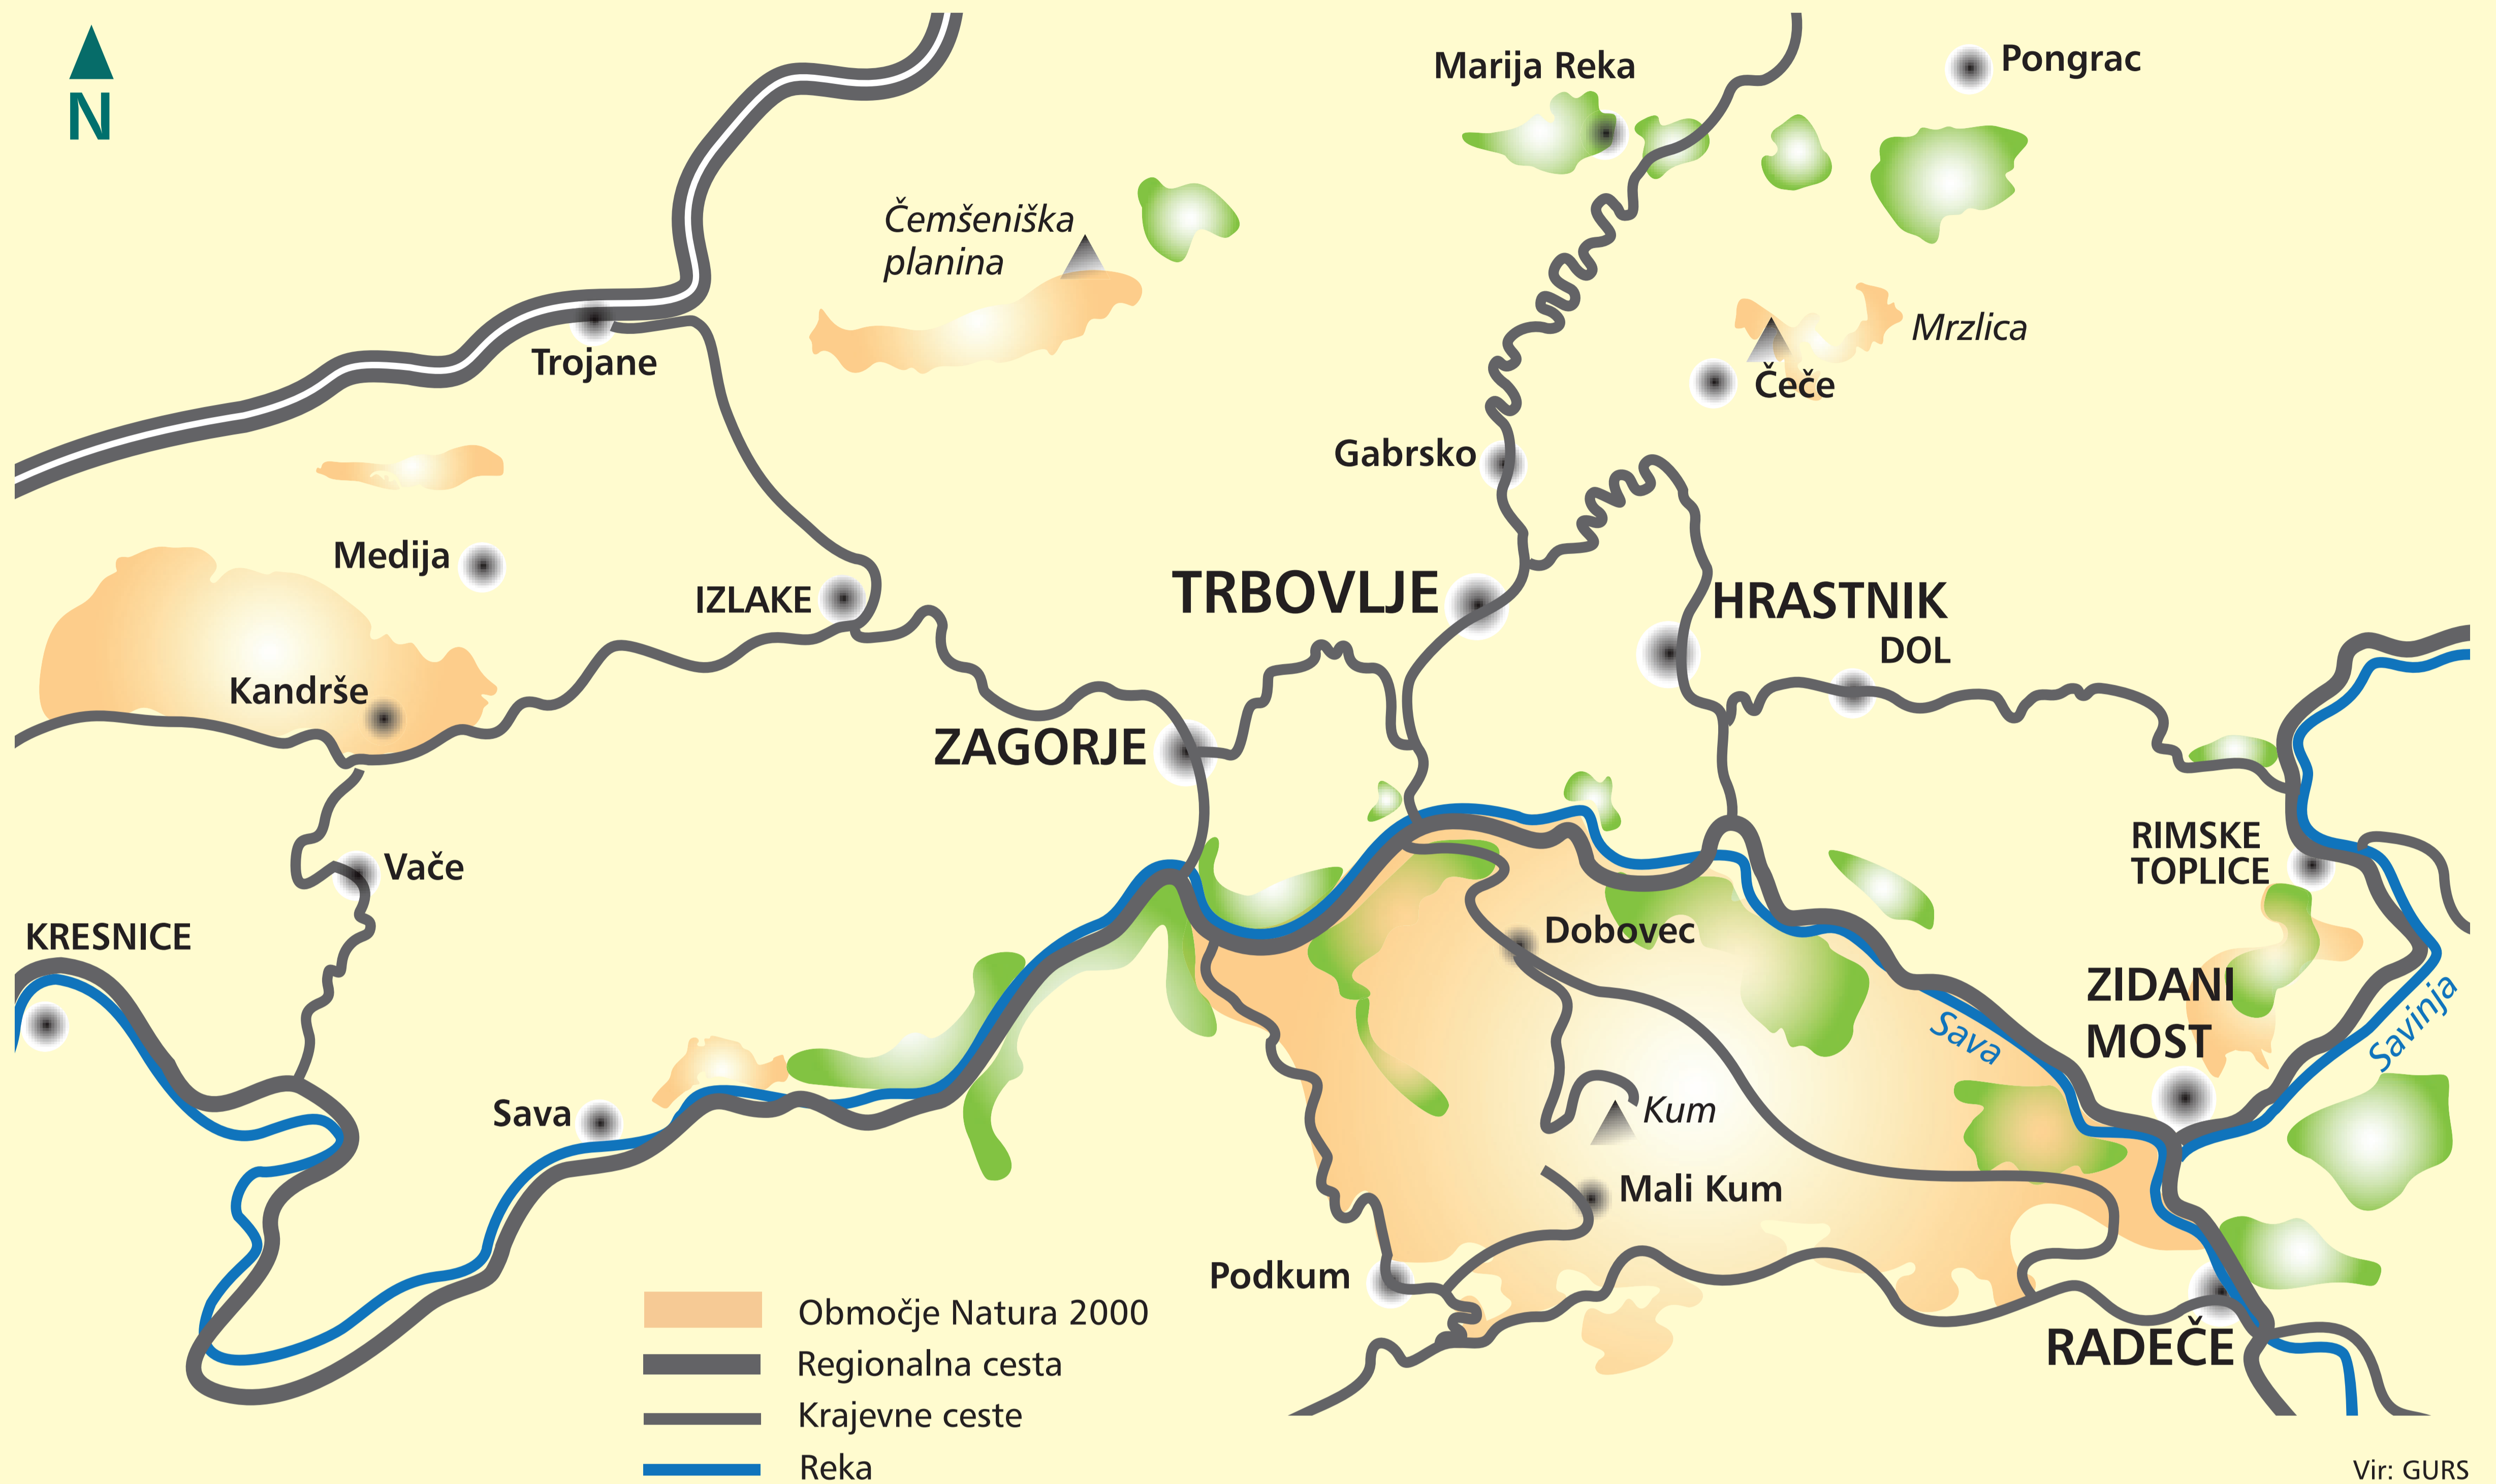 N
Marija Reka
Pongrac
Čemšeniška
planina
Mrzlica
Trojane
Čeče
Gabrsko
Medija
IZLAKE
TRBOVLJE
HRASTNIK
DOL
Kandrše
ZAGORJE
Vače
RIMSKE
TOPLICE
KRESNICE
Dobovec
ZIDANI
MOST
Sava
Savinja
Sava
Kum
Mali Kum
Podkum
RADEČE
Območje Natura 2000
Regionalna cesta
Krajevne ceste
Reka
Vir: GURS